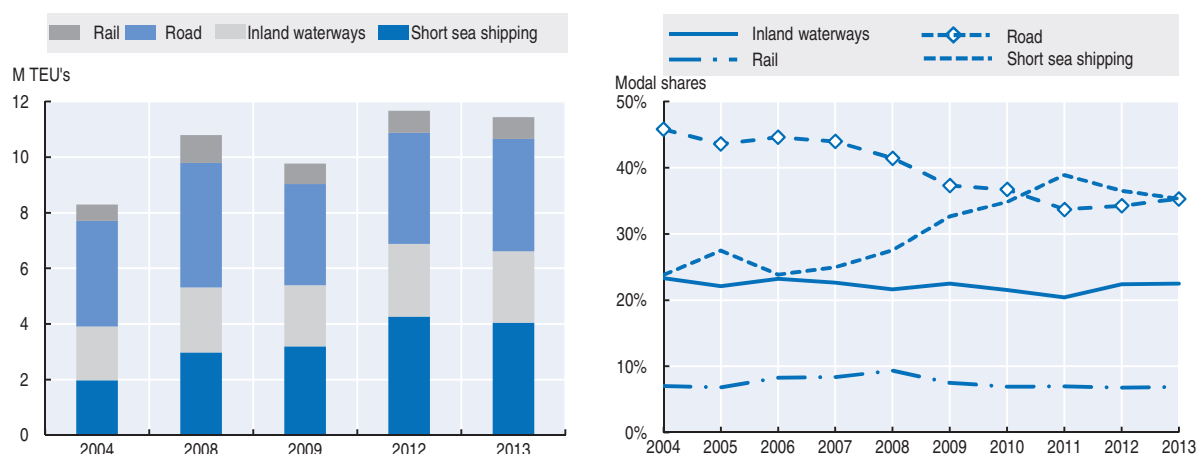 Rail Road Inland waterways Short sea shipping
M TEU's
12
10
8
6
4
2
0
2004 2008 2009 2012 2013
Inland waterways Road
Rail Short sea shipping
Modal shares
50%
40%
30%
20%
10%
0%
2004 2005 2006 2007 2008 2009 2010 2011 2012 2013